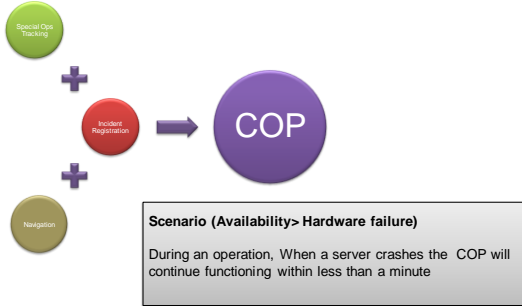 Special Ops
Tracking
Incident
Registration
COP
Navigation
Scenario (Availability> Hardware failure)
During an operation, When a server crashes the COP will
continue functioning within less than a minute